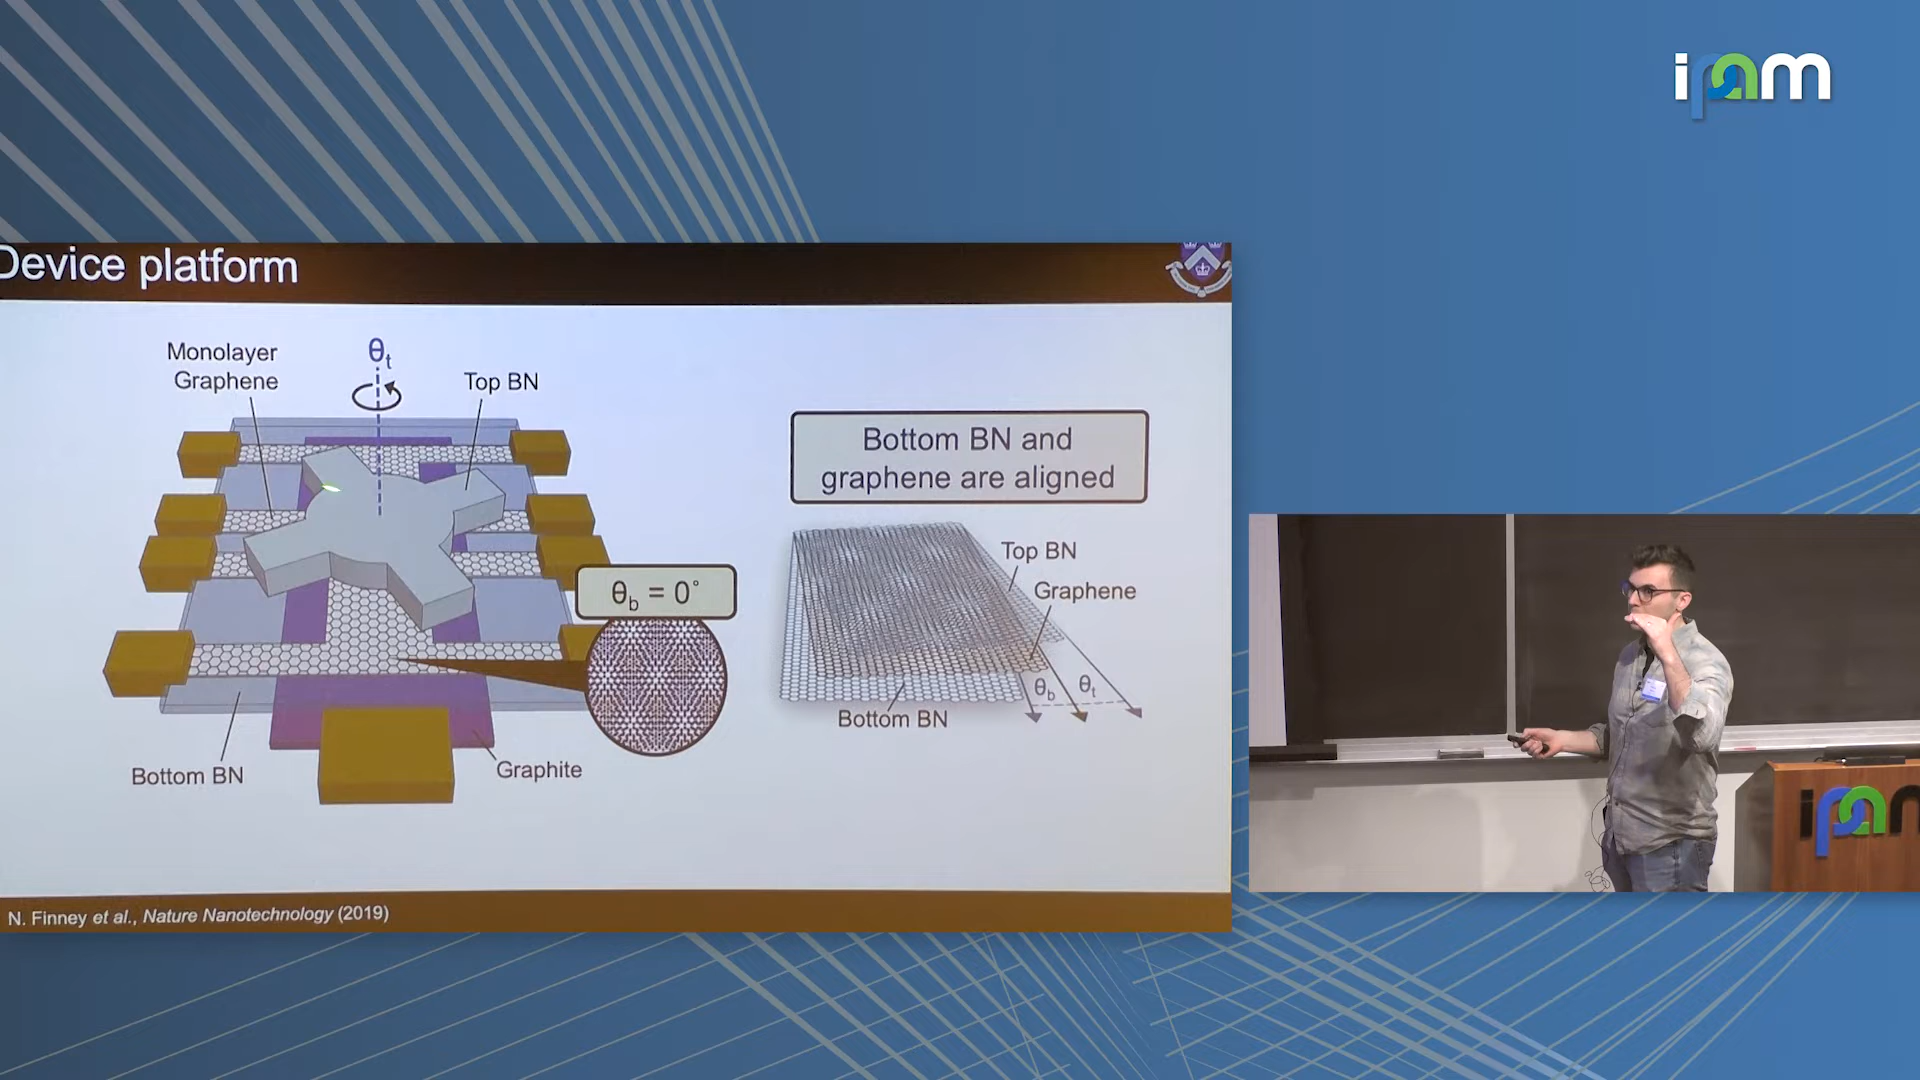 ipam
Device platform
Monolayer
Graphene
θt
Top BN
θb = 0°
Bottom BN
Graphite
Bottom BN and
graphene are aligned
Top BN
Graphene
θb
θt
Bottom BN
N. Finney et al., Nature Nanotechnology (2019)
ipam